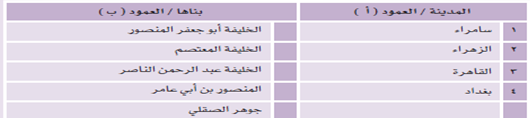 المدينة / العمود ( أ ) بناها / العمود ( ب )
١ سامراء الخليفة أبو جعفر المنصور
٢ الزهراء الخليفة المعتصم
٣ القاهرة الخليفة عبد الرحمن الناصر
٤ بغداد المنصور بن أبي عامر
جوهر الصقلي